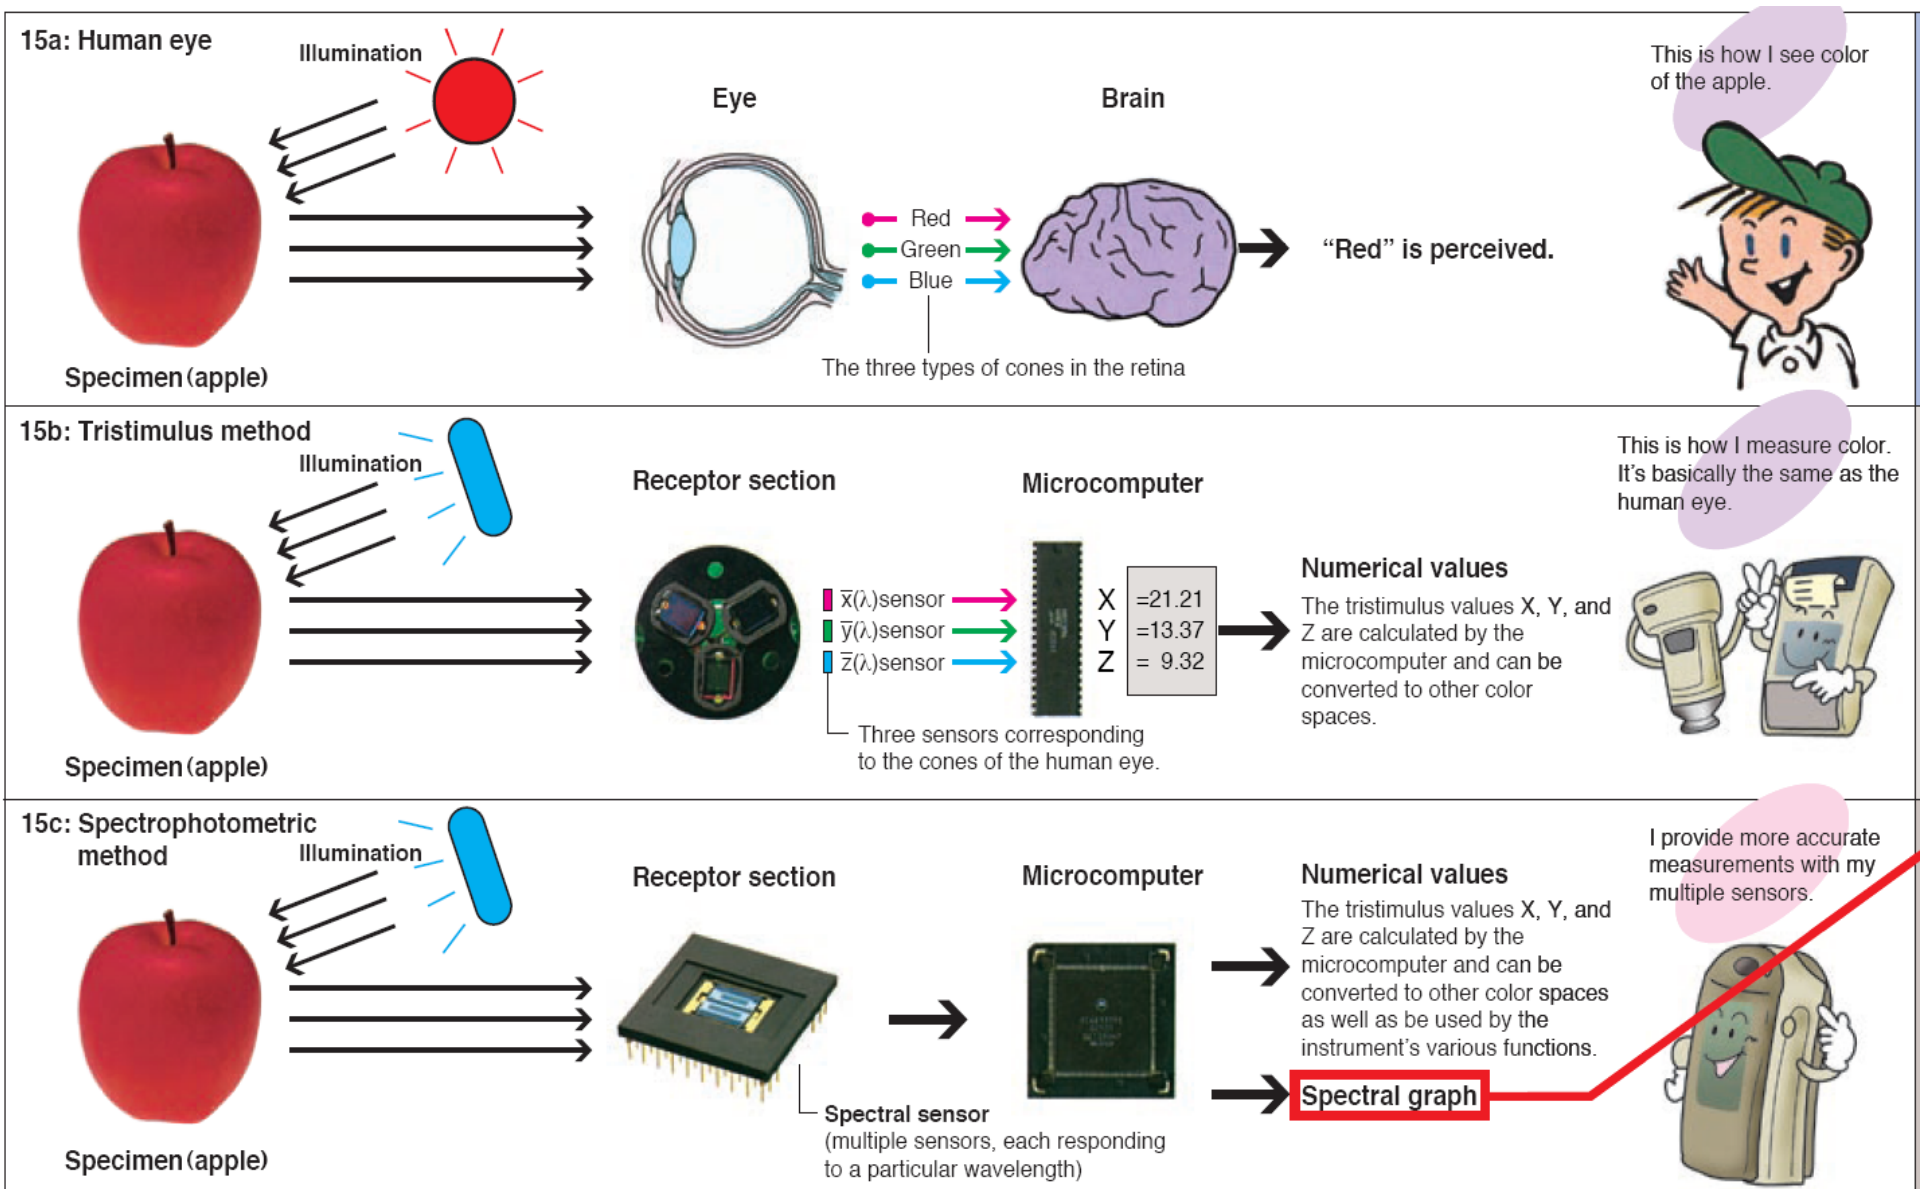 15a: Human eye
Illumination
Eye
Brain
This is how I see color
of the apple.
Red
Green
Blue
“Red” is perceived.
The three types of cones in the retina
Specimen (apple)
15b: Tristimulus method
Illumination
Receptor section
Microcomputer
This is how I measure color.
It’s basically the same as the
human eye.
x̅(λ)sensor
y̅(λ)sensor
z̅(λ)sensor
X =21.21
Y =13.37
Z = 9.32
Numerical values
The tristimulus values X, Y, and
Z are calculated by the
microcomputer and can be
converted to other color
spaces.
Three sensors corresponding
to the cones of the human eye.
Specimen (apple)
15c: Spectrophotometric
method
Illumination
Receptor section
Microcomputer
Numerical values
The tristimulus values X, Y, and
Z are calculated by the
microcomputer and can be
converted to other color spaces
as well as be used by the
instrument’s various functions.
I provide more accurate
measurements with my
multiple sensors.
Spectral graph
Spectral sensor
(multiple sensors, each responding
to a particular wavelength)
Specimen (apple)